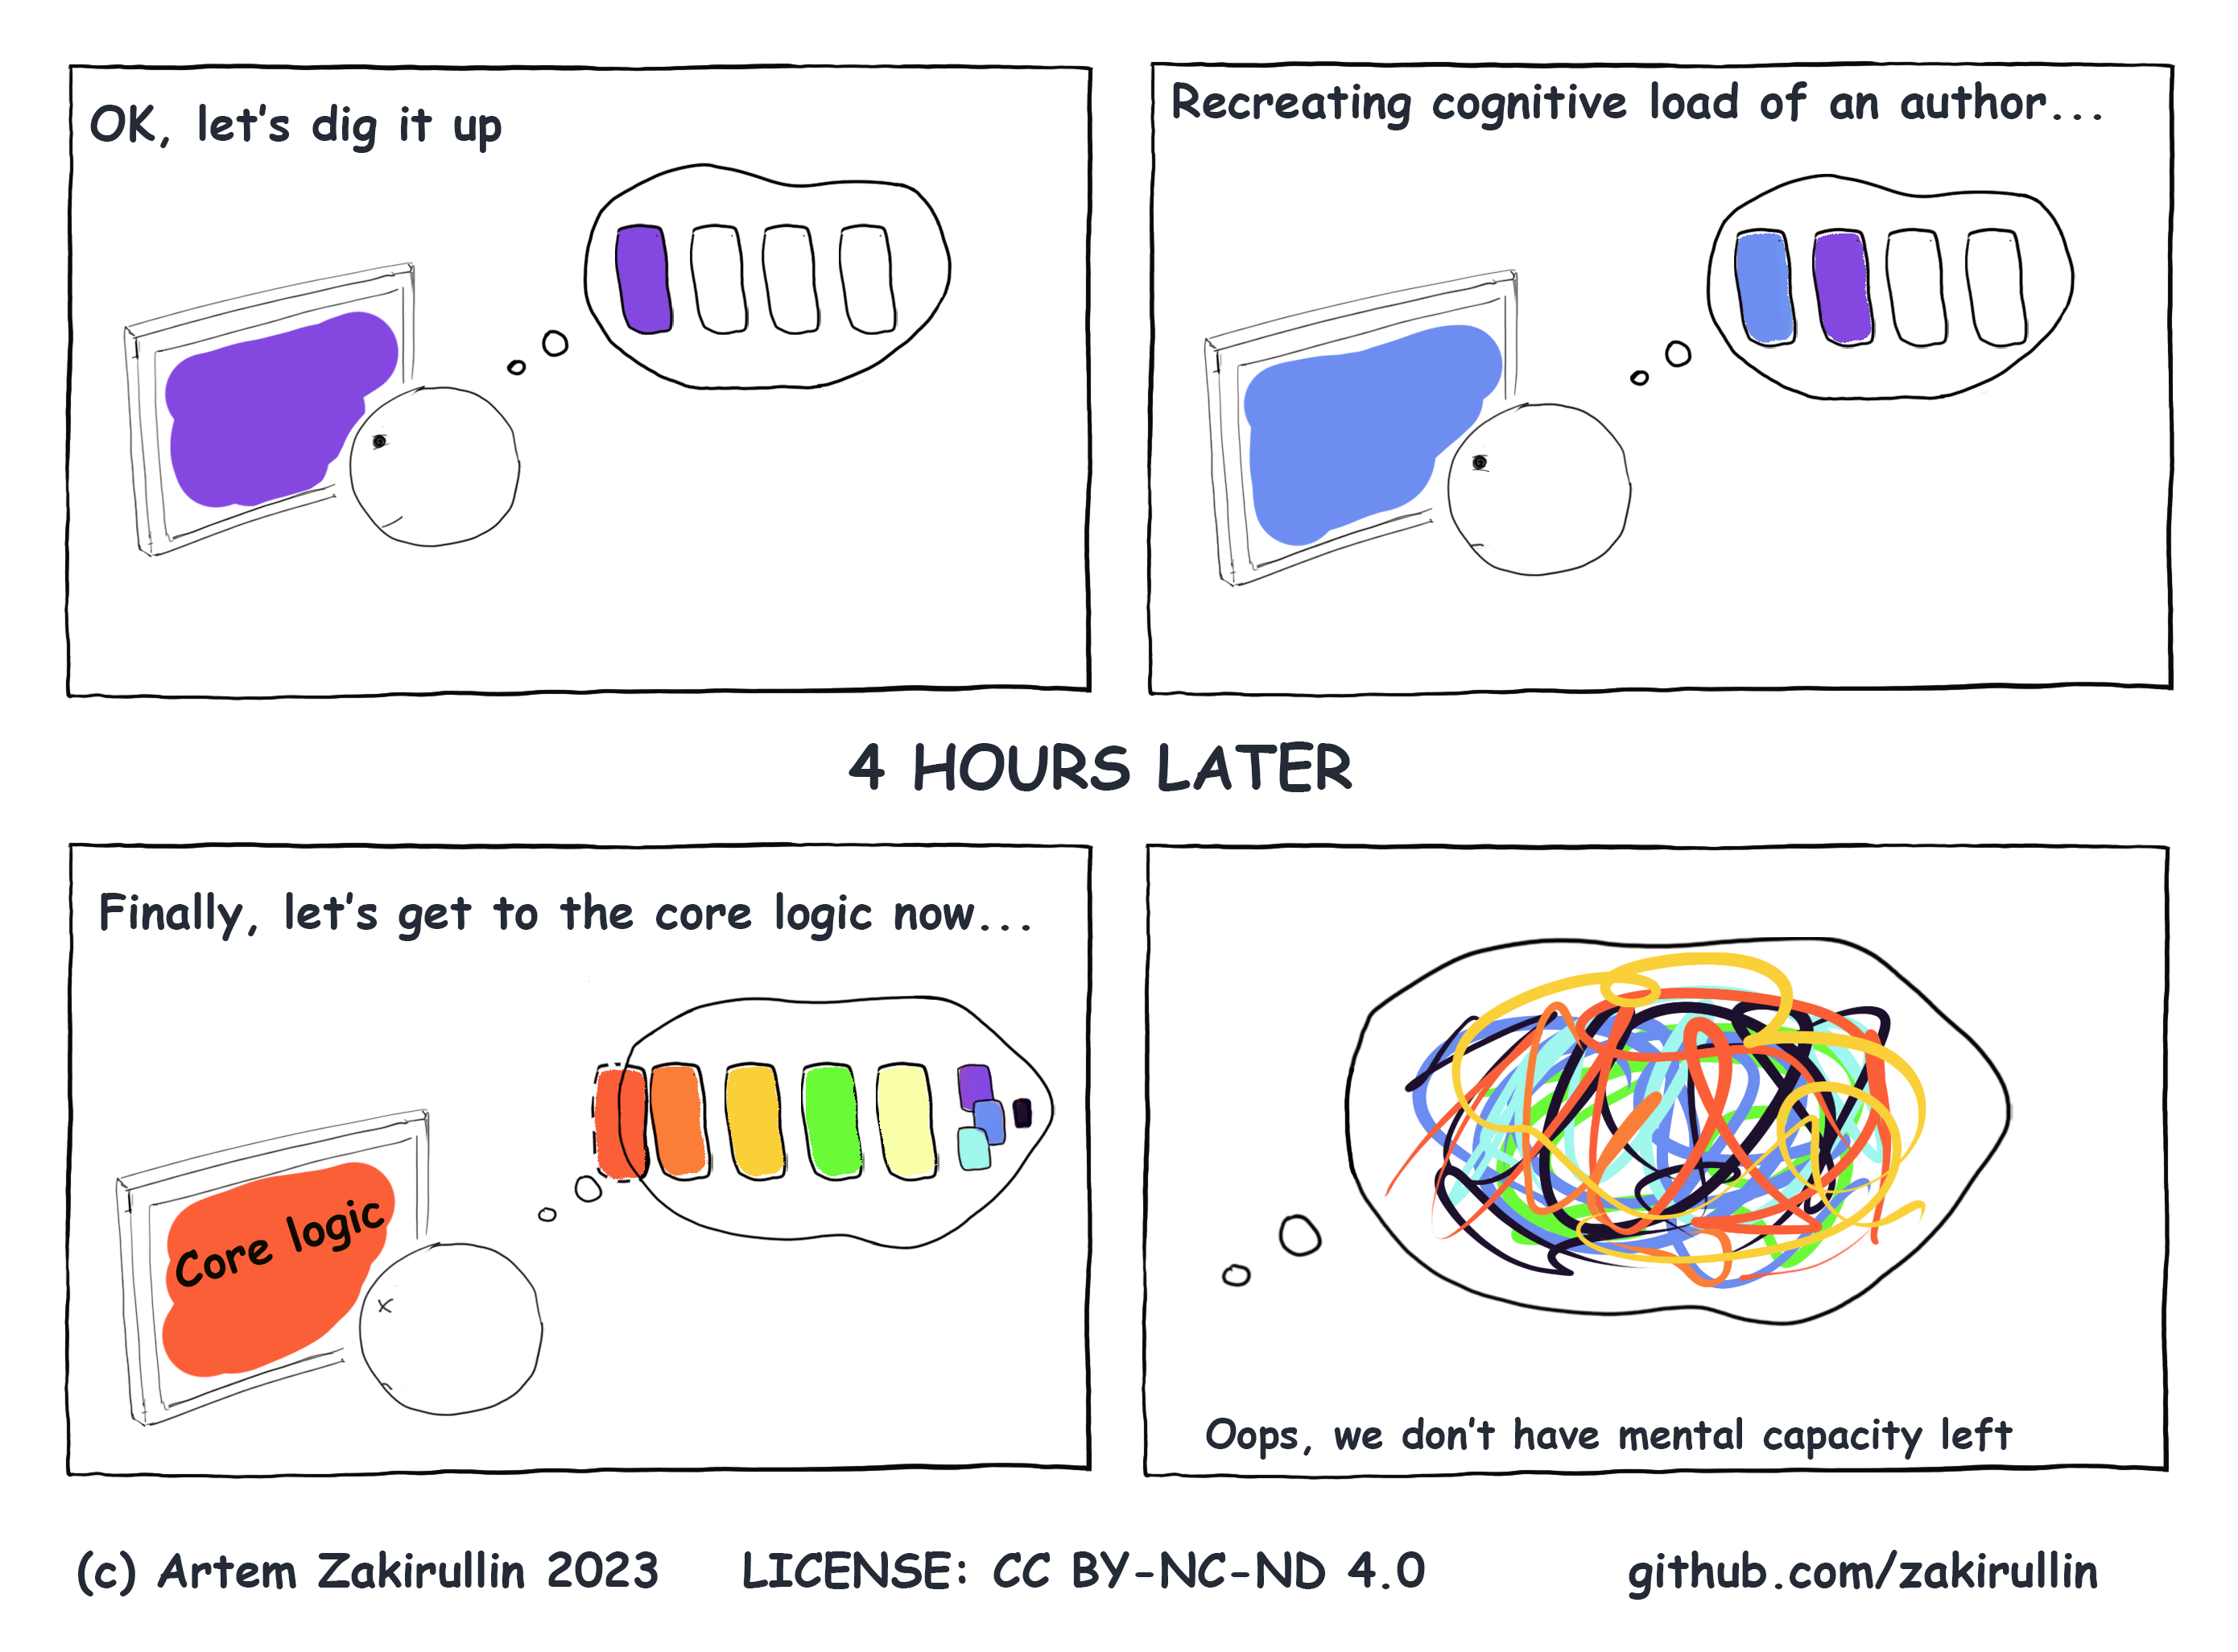 OK, let's dig it up
Recreating cognitive load of an author...
4 HOURS LATER
Finally, let's get to the core logic now...
Core logic
Oops, we don't have mental capacity left
(c) Artem Zakirullin 2023
LICENSE: CC BY-NC-ND 4.0
github.com/zakirullin